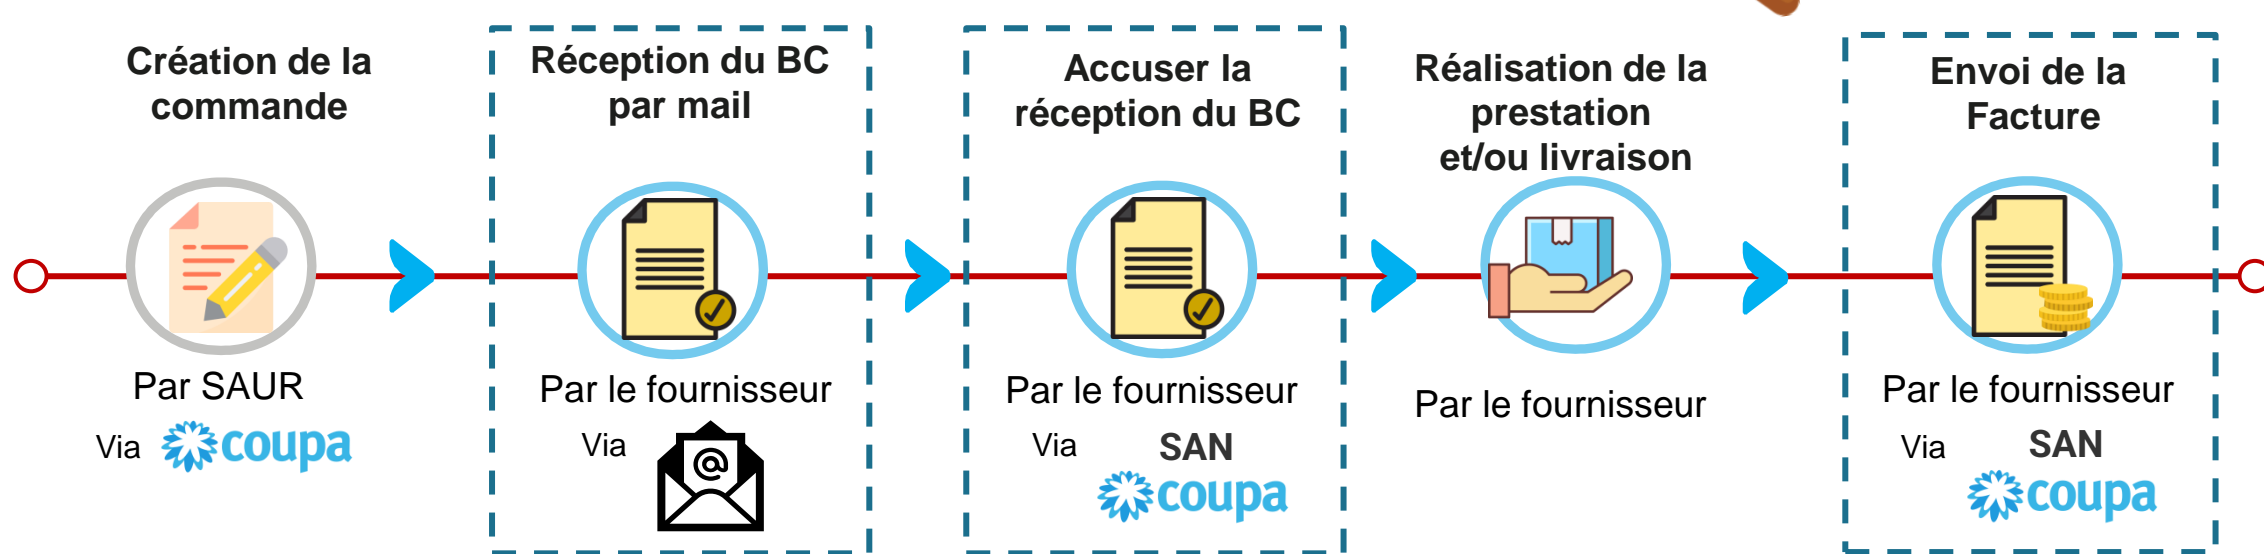 Création de la
commande
Par SAUR
Via coupa
Réception du BC
par mail
Par le fournisseur
Via @
Accuser la
réception du BC
Par le fournisseur
Via SAN
coupa
Réalisation de la
prestation
et/ou livraison
Par le fournisseur
Envoi de la
Facture
Par le fournisseur
Via SAN
coupa